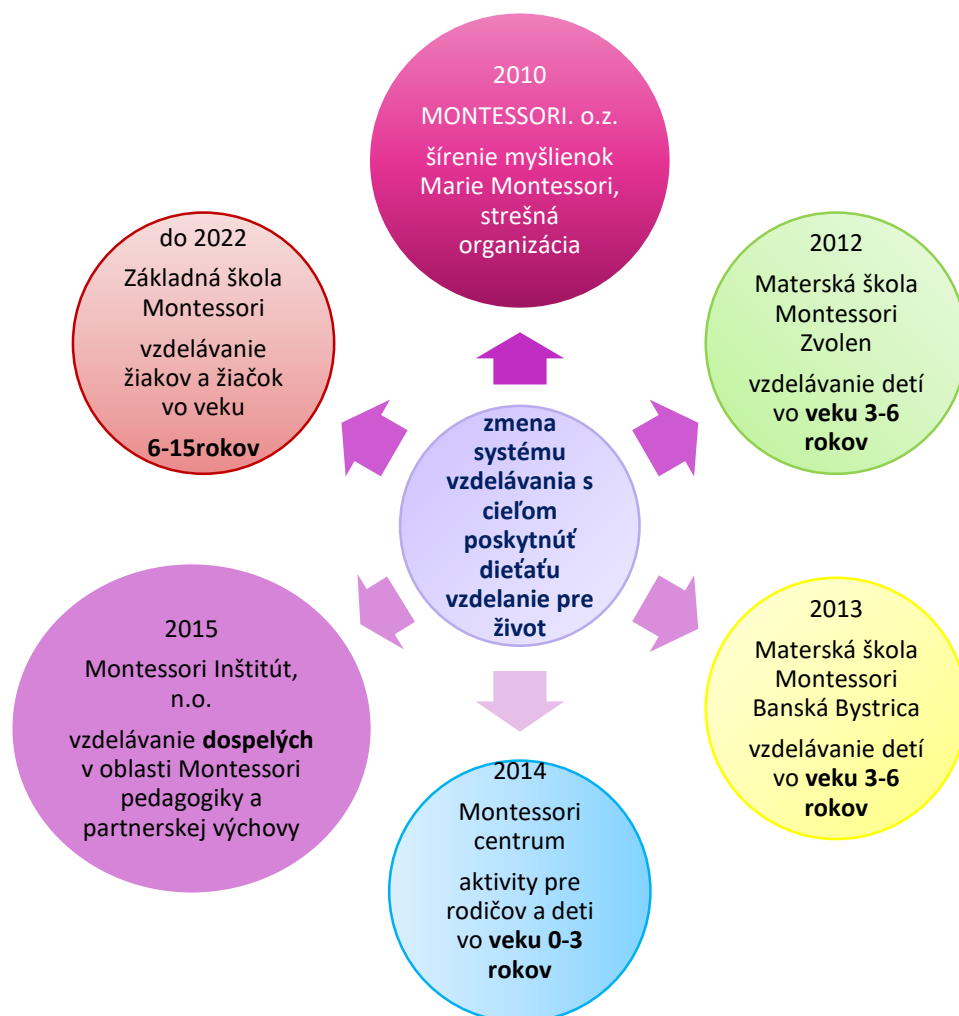 2010
MONTESSORI. o.z.
šírenie myšlienok
Marie Montessori,
strešná
organizácia
2012
Materská škola
Montessori
Zvolen
vzdelávanie detí
vo veku 3-6
rokov
2013
Materská škola
Montessori
Banská Bystrica
vzdelávanie detí
vo veku 3-6
rokov
2014
Montessori
centrum
aktivity pre
rodičov a deti
vo veku 0-3
rokov
2015
Montessori Inštitút,
n.o.
vzdelávanie dospelých
v oblasti Montessori
pedagogiky a
partnerskej výchovy
do 2022
Základná škola
Montessori
vzdelávanie
žiakov a žiačok
vo veku
6-15rokov
zmena
systému
vzdelávania s
cieľom
poskytnúť
dieťaťu
vzdelanie pre
život